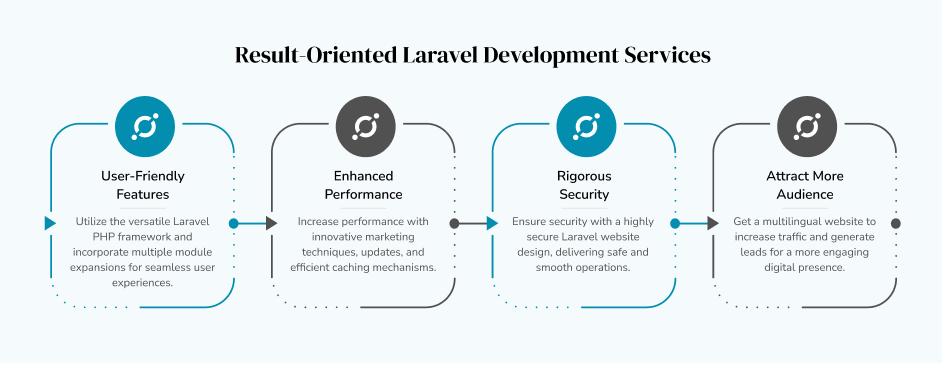 Result-Oriented Laravel Development Services
User-Friendly
Features
Utilize the versatile Laravel
PHP framework and
incorporate multiple module
expansions for seamless user
experiences.
Enhanced
Performance
Increase performance with
innovative marketing
techniques, updates, and
efficient caching mechanisms.
Rigorous
Security
Ensure security with a highly
secure Laravel website
design, delivering safe and
smooth operations.
Attract More
Audience
Get a multilingual website to
increase traffic and generate
leads for a more engaging
digital presence.